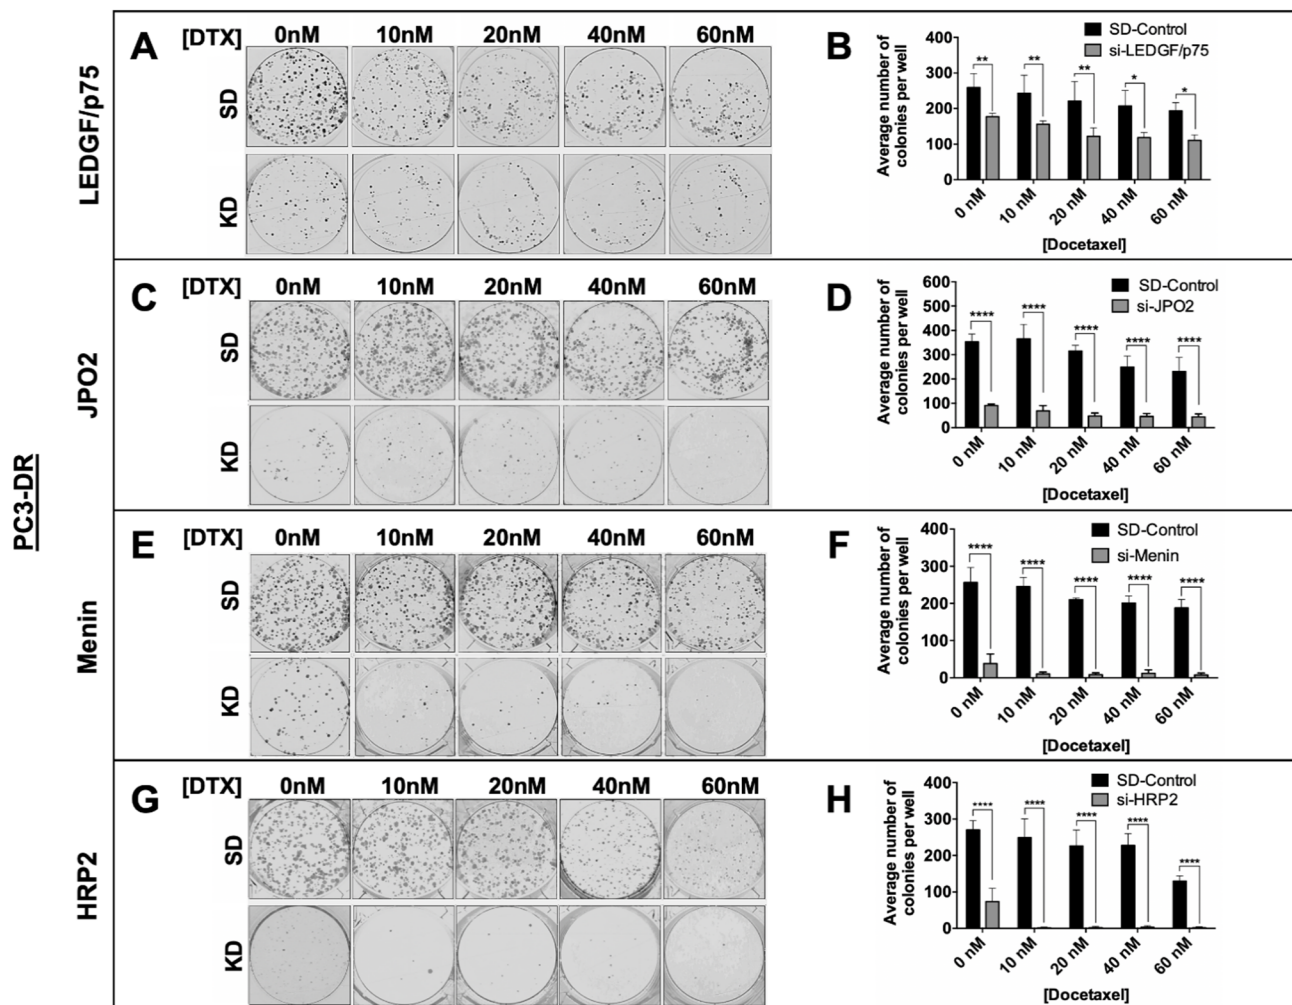 PC3-DR
LEDGF/p75
A
[DTX] 0nM 10nM 20nM 40nM 60nM
SD
KD
B
SD-Control
si-LEDGF/p75
Average number of
colonies per well
400
300
200
100
0
** ** ** * *
0 nM 10 nM 20 nM 40 nM 60 nM
[Docetaxel]
JPO2
C
[DTX] 0nM 10nM 20nM 40nM 60nM
SD
KD
D
SD-Control
si-JPO2
Average number of
colonies per well
600
500
400
300
200
100
0
**** **** **** **** ****
0 nM 10 nM 20 nM 40 nM 60 nM
[Docetaxel]
Menin
E
[DTX] 0nM 10nM 20nM 40nM 60nM
SD
KD
F
SD-Control
si-Menin
Average number of
colonies per well
400
300
200
100
0
**** **** **** **** ****
0 nM 10 nM 20 nM 40 nM 60 nM
[Docetaxel]
HRP2
G
[DTX] 0nM 10nM 20nM 40nM 60nM
SD
KD
H
SD-Control
si-HRP2
Average number of
colonies per well
400
300
200
100
0
**** **** **** **** ****
0 nM 10 nM 20 nM 40 nM 60 nM
[Docetaxel]